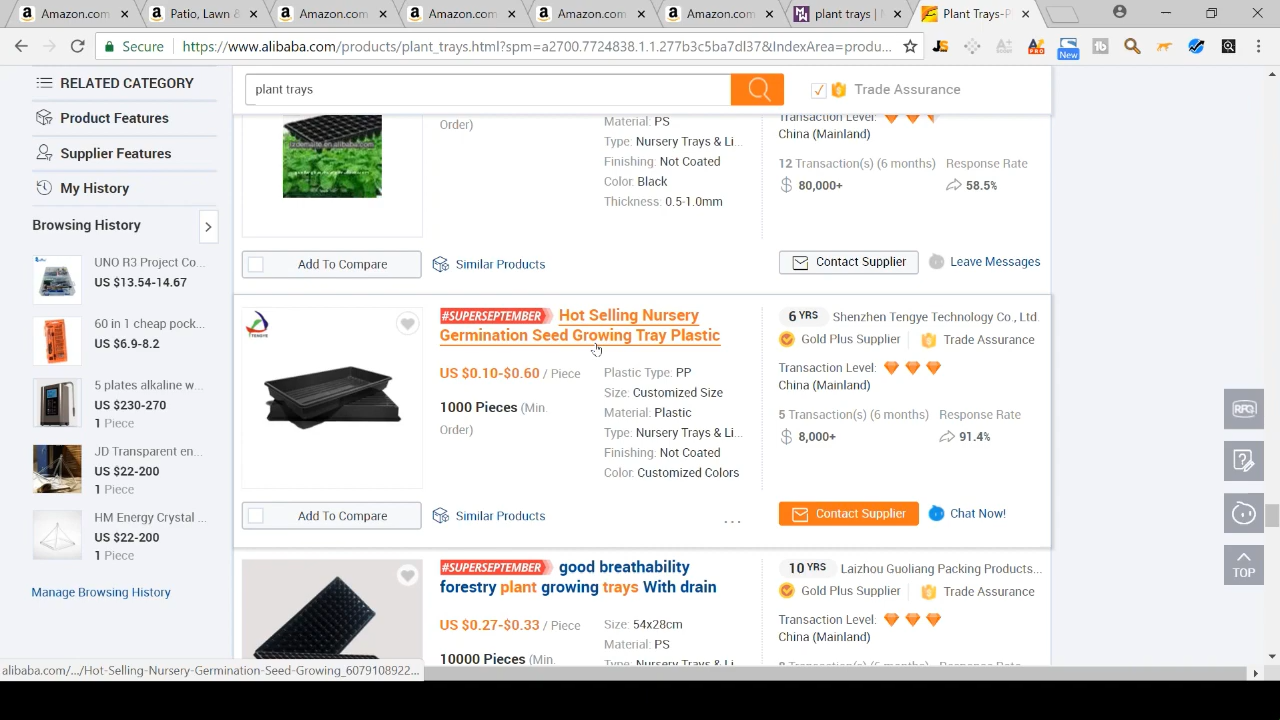 Amazon.com
Patio, Lawn &
Amazon.com
Amazon.com
Amazon.com
Amazon.com
plant trays |
Plant Trays-P
Secure
https://www.alibaba.com/products/plant_trays.html?spm=a2700.7724838.1.1.277b3c5ba7dl37&IndexArea=produ...
New
RELATED CATEGORY
Product Features
Supplier Features
My History
Browsing History
UNO R3 Project Co...
US $13.54-14.67
60 in 1 cheap pock...
US $6.9-8.2
5 plates alkaline w...
US $230-270
1 Piece
JD Transparent en...
US $22-200
1 Piece
HM Energy Crystal ...
US $22-200
1 Piece
Manage Browsing History
plant trays
Trade Assurance
Order)
Material: PS
Type: Nursery Trays & Li...
Finishing: Not Coated
Color: Black
Thickness: 0.5-1.0mm
Transaction Level:
China (Mainland)
12 Transaction(s) (6 months)
Response Rate
80,000+
58.5%
Add To Compare
Similar Products
Contact Supplier
Leave Messages
#SUPERSEPTEMBER Hot Selling Nursery
Germination Seed Growing Tray Plastic
US $0.10-$0.60 / Piece
1000 Pieces (Min.
Order)
Plastic Type: PP
Size: Customized Size
Material: Plastic
Type: Nursery Trays & Li...
Finishing: Not Coated
Color: Customized Colors
6 YRS Shenzhen Tengye Technology Co., Ltd.
Gold Plus Supplier
Trade Assurance
Transaction Level:
China (Mainland)
5 Transaction(s) (6 months)
Response Rate
8,000+
91.4%
Add To Compare
Similar Products
...
Contact Supplier
Chat Now!
#SUPERSEPTEMBER good breathability
forestry plant growing trays With drain
US $0.27-$0.33 / Piece
10000 Pieces (Min.
Size: 54x28cm
Material: PS
Type: Nursery Trays & Li
10 YRS Laizhou Guoliang Packing Products...
Gold Plus Supplier
Trade Assurance
Transaction Level:
China (Mainland)
RFQ
TOP
alibaba.com/.../Hot-Selling-Nursery-Germination-Seed-Growing_6079108922...